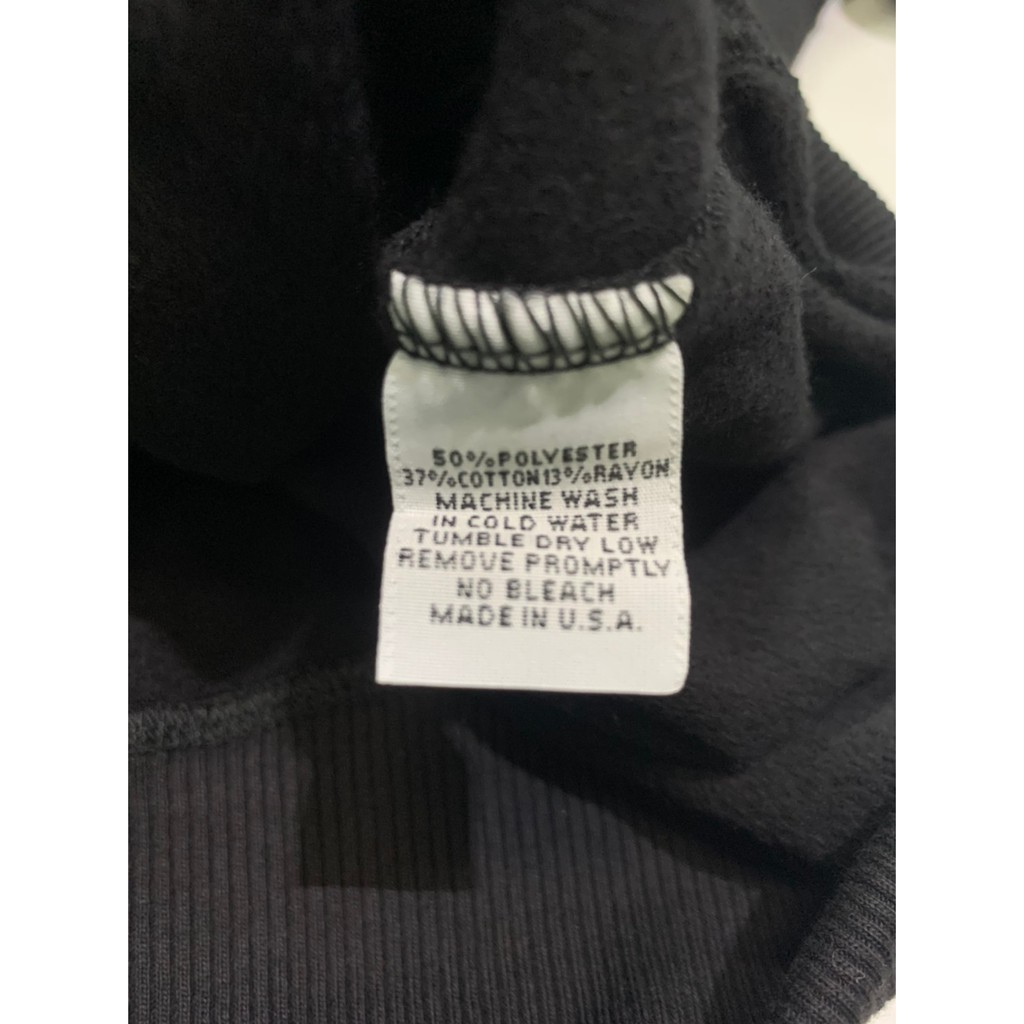 50%POLYESTER
37%COTTON13%RAYON
MACHINE WASH
IN COLD WATER
TUMBLE DRY LOW
REMOVE PROMPTLY
NO BLEACH
MADE IN U.S.A.